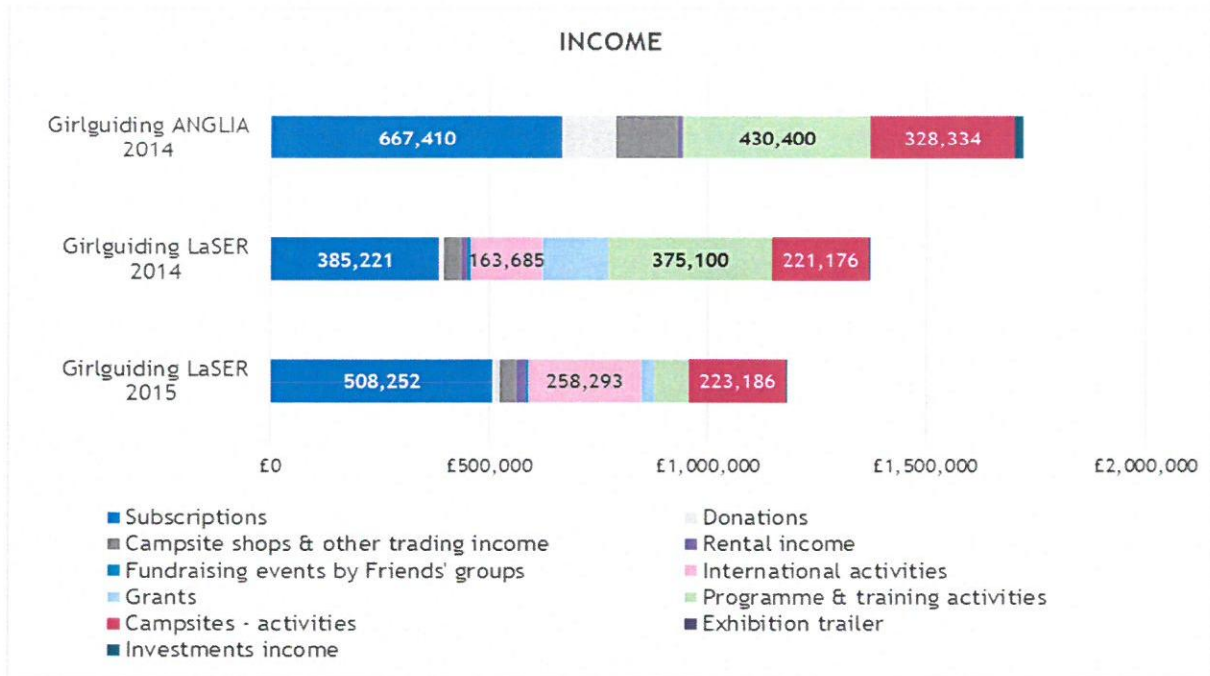 INCOME
Girlguiding ANGLIA
2014
667,410
430,400
328,334
Girlguiding LaSER
2014
385,221
163,685
375,100
221,176
Girlguiding LaSER
2015
508,252
258,293
223,186
£0
£500,000
£1,000,000
£1,500,000
£2,000,000
Subscriptions
Donations
Campsite shops & other trading income
Rental income
Fundraising events by Friends' groups
International activities
Grants
Programme & training activities
Campsites - activities
Exhibition trailer
Investments income